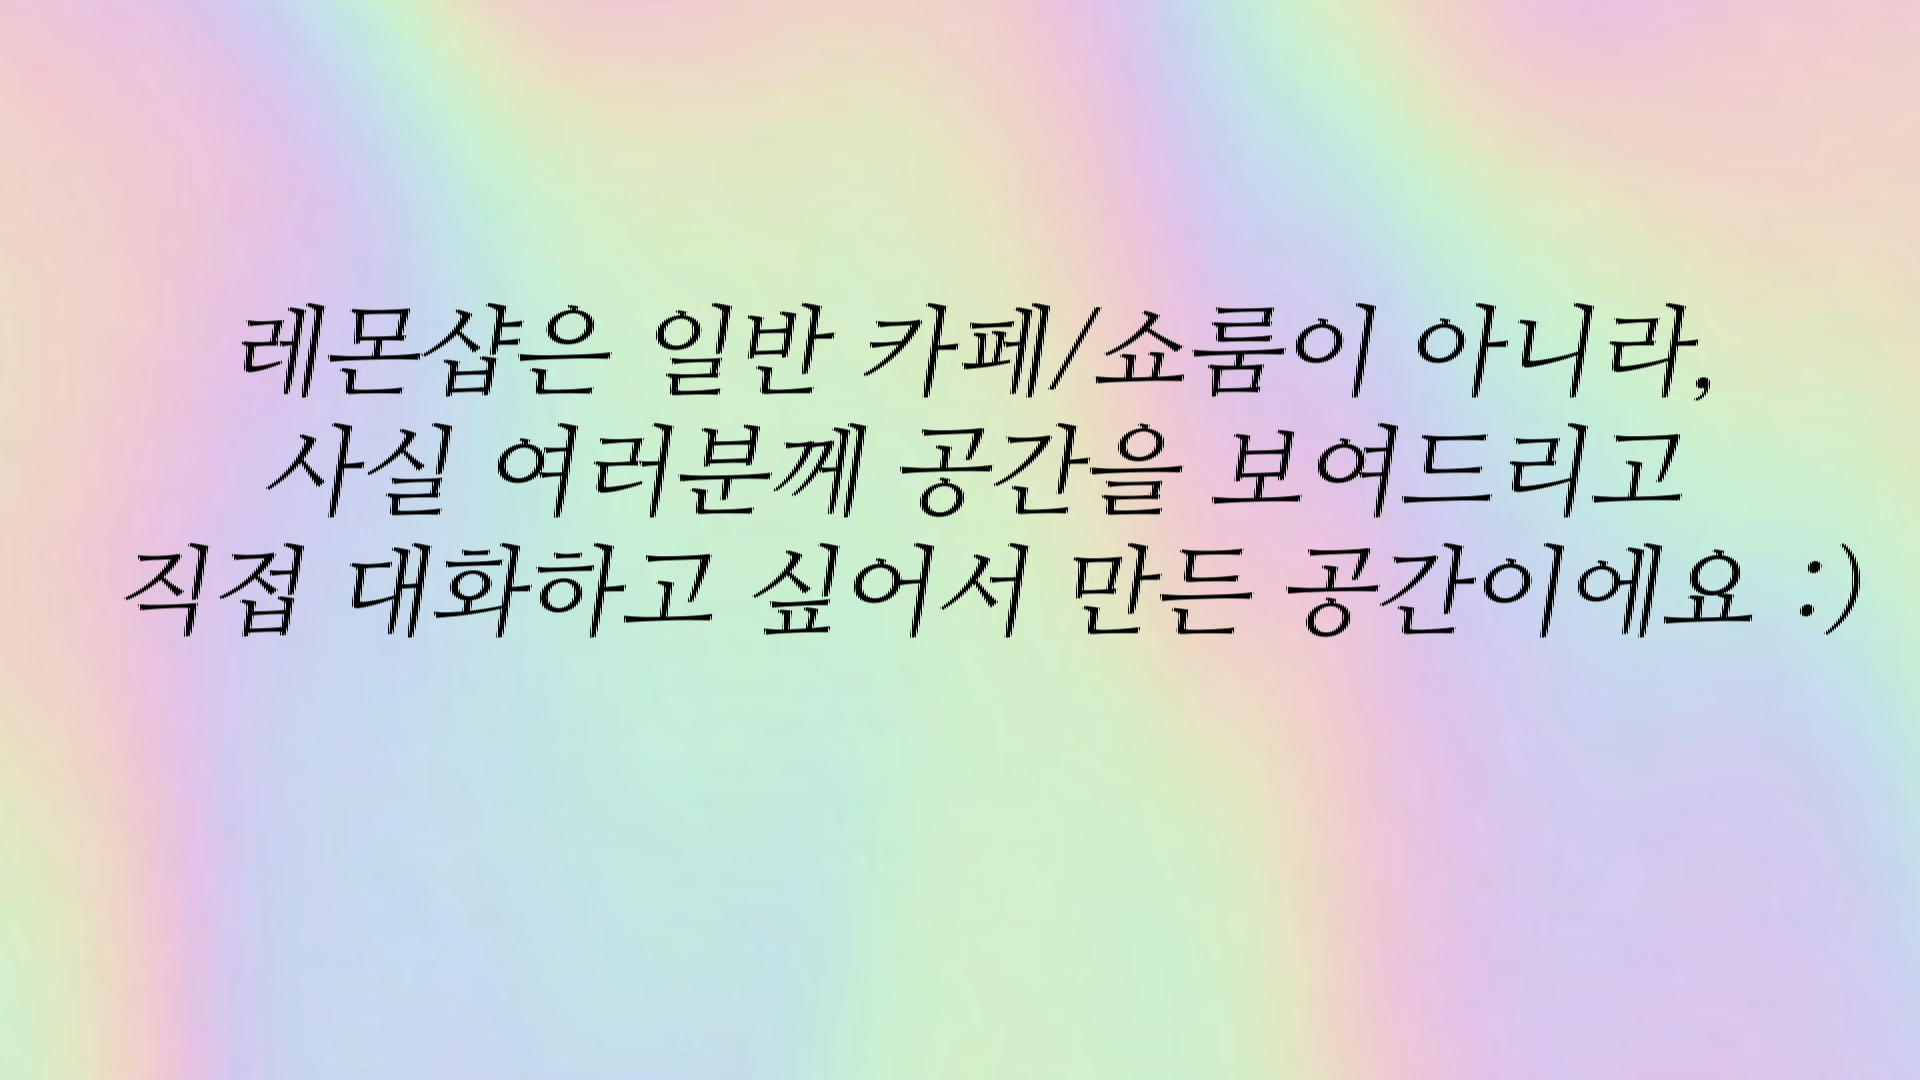 레몬샵은 일반 카페/쇼룸이 아니라,
사실 여러분께 공간을 보여드리고
직접 대화하고 싶어서 만든 공간이에요 :)